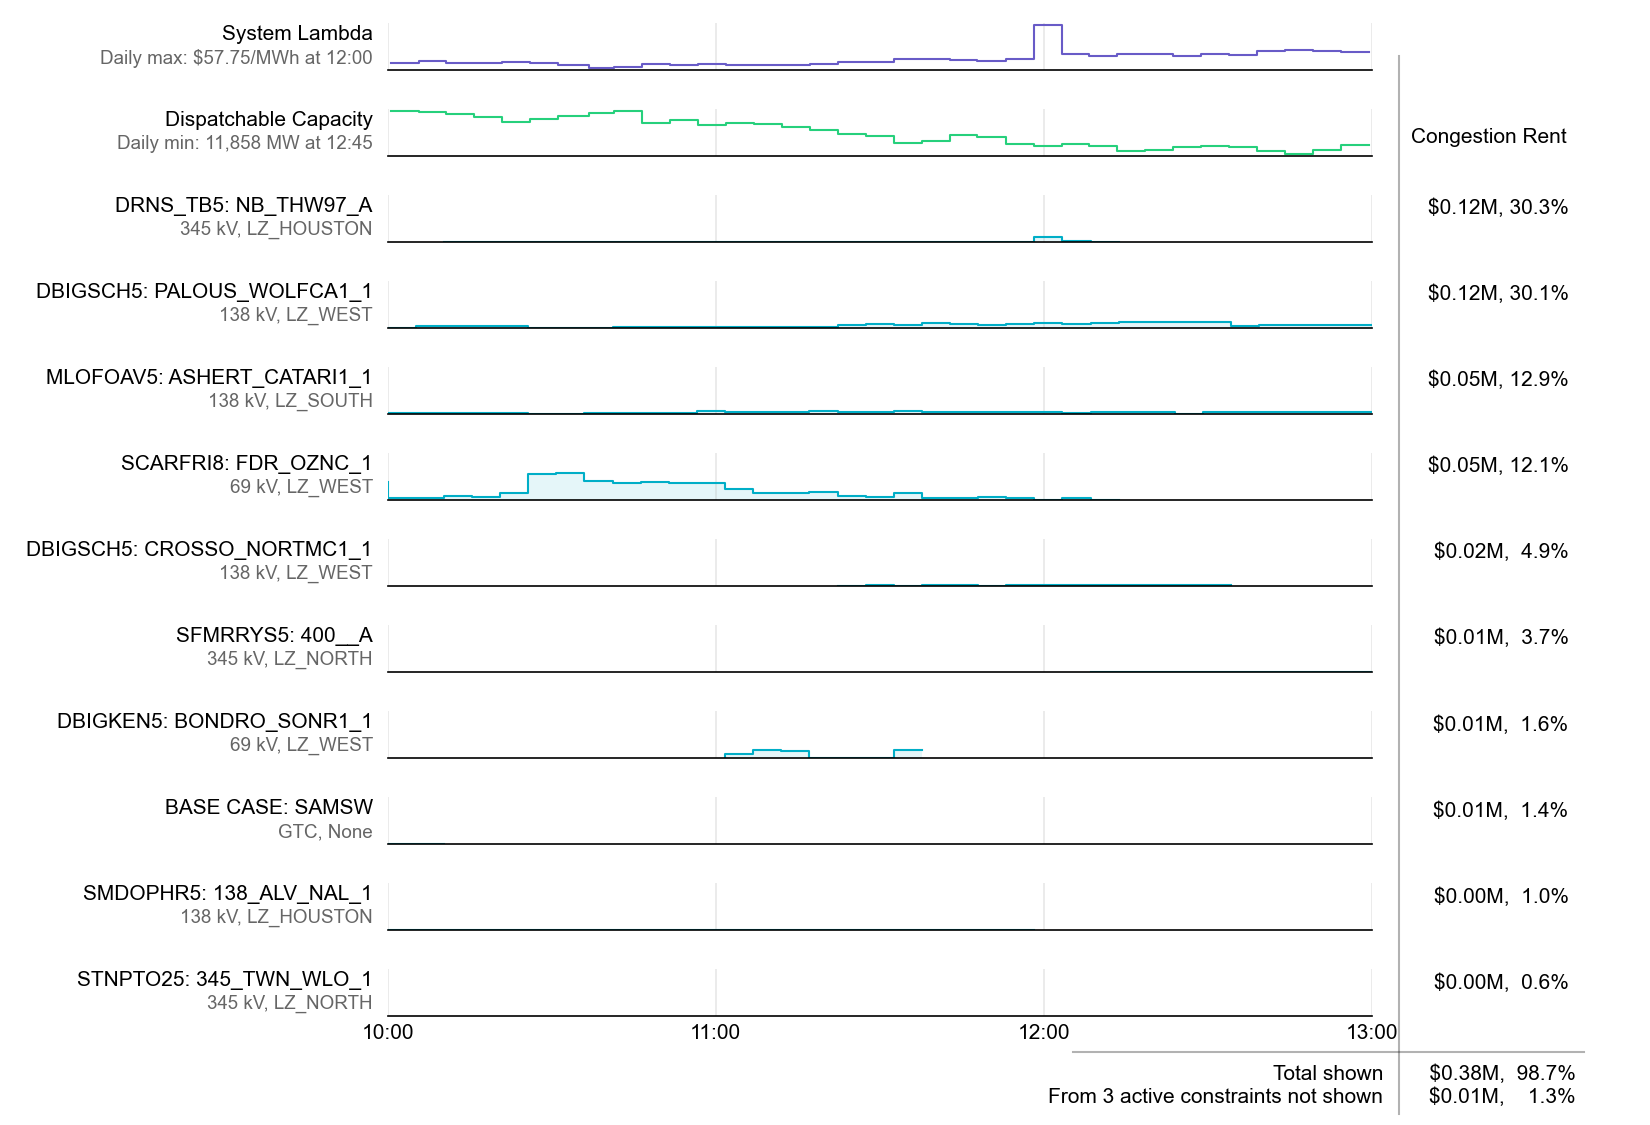 System Lambda
Daily max: $57.75/MWh at 12:00
Dispatchable Capacity
Daily min: 11,858 MW at 12:45
Congestion Rent
DRNS_TB5: NB_THW97_A
345 kV, LZ_HOUSTON
$0.12M, 30.3%
DBIGSCH5: PALOUS_WOLFCA1_1
138 kV, LZ_WEST
$0.12M, 30.1%
MLOFOAV5: ASHERT_CATARI1_1
138 kV, LZ_SOUTH
$0.05M, 12.9%
SCARFRI8: FDR_OZNC_1
69 kV, LZ_WEST
$0.05M, 12.1%
DBIGSCH5: CROSSO_NORTMC1_1
138 kV, LZ_WEST
$0.02M, 4.9%
SFMRRYS5: 400__A
345 kV, LZ_NORTH
$0.01M, 3.7%
DBIGKEN5: BONDRO_SONR1_1
69 kV, LZ_WEST
$0.01M, 1.6%
BASE CASE: SAMSW
GTC, None
$0.01M, 1.4%
SMDOPHR5: 138_ALV_NAL_1
138 kV, LZ_HOUSTON
$0.00M, 1.0%
STNPTO25: 345_TWN_WLO_1
345 kV, LZ_NORTH
$0.00M, 0.6%
10:00 11:00 12:00 13:00
Total shown $0.38M, 98.7%
From 3 active constraints not shown $0.01M, 1.3%